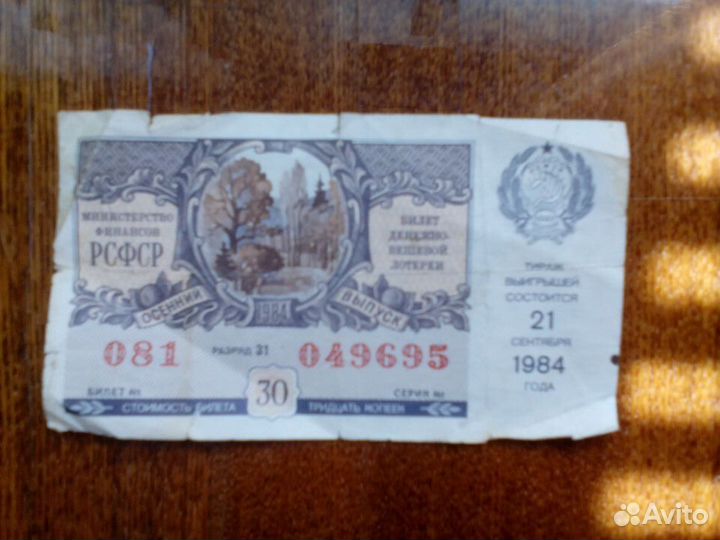 МИНИСТЕРСТВО
ФИНАНСОВ
РСФСР
БИЛЕТ
ДЕНЕЖНО-
ВЕЩЕВОЙ
ЛОТЕРЕИ
ОСЕННИЙ
1984
ВЫПУСК
081
РАЗРЯД 31
049695
БИЛЕТ №
30
СЕРИЯ №
СТОИМОСТЬ БИЛЕТА
ТРИДЦАТЬ КОПЕЕК
ТИРАЖ
ВЫИГРЫШЕЙ
СОСТОИТСЯ
21
СЕНТЯБРЯ
1984
ГОДА
Avito